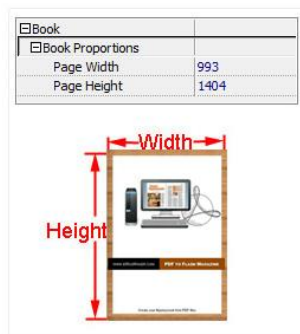 Book
Book Proportions
Page Width 993
Page Height 1404
Width
Height
PDF to Flash Magazine